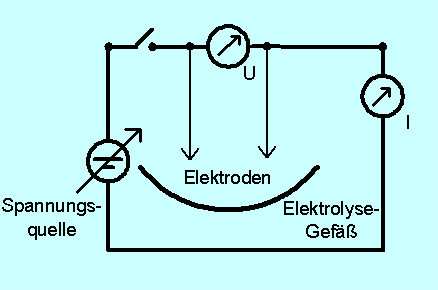 U
I
Elektroden
Spannungs-
quelle
Elektrolyse-
Gefäß